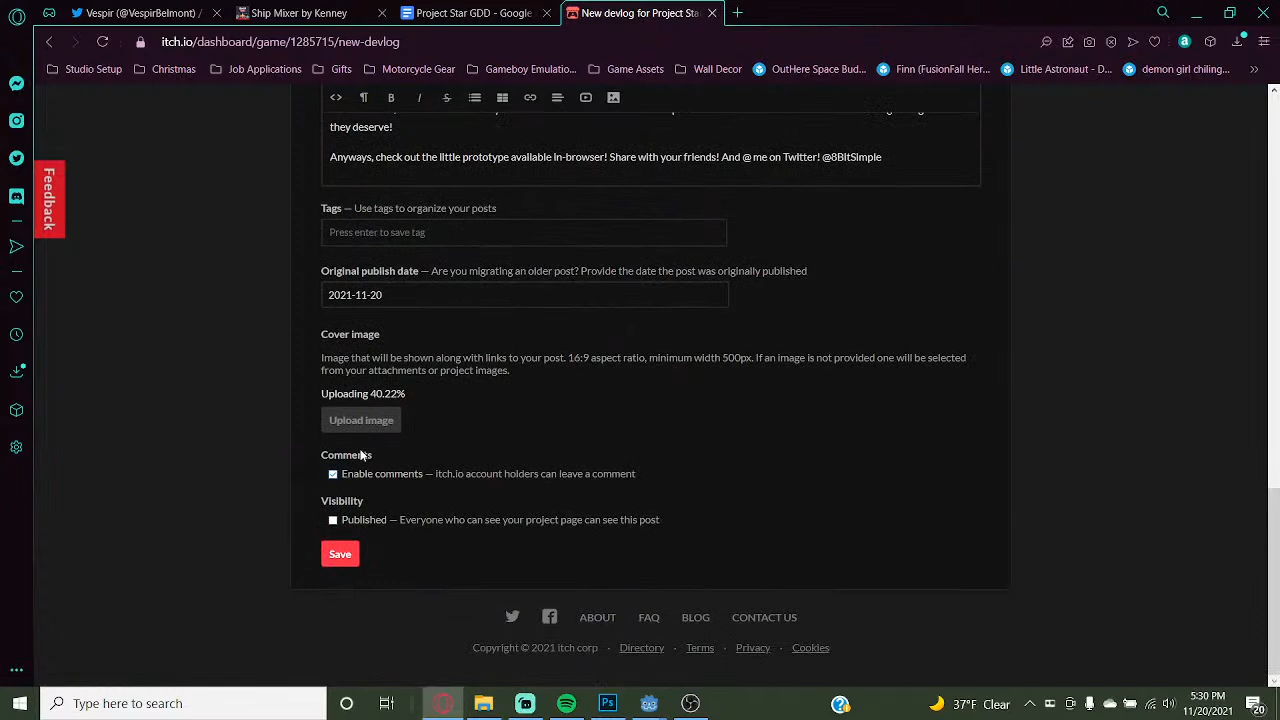 Vespir (@VespirBelmont) /
Ship Mixer by Kenney
Project Star GDD - Google
New devlog for Project Sta
itch.io/dashboard/game/1285715/new-devlog
Studio Setup
Christmas
Job Applications
Gifts
Motorcycle Gear
Gameboy Emulatio...
Game Assets
Wall Decor
OutHere Space Bud...
Finn (FusionFall Her...
Little Astronaut - D...
demon girl chiling...
Feedback
they deserve!
Anyways, check out the little prototype available in-browser! Share with your friends! And @ me on Twitter! @8BitSimple
Tags — Use tags to organize your posts
Press enter to save tag
Original publish date — Are you migrating an older post? Provide the date the post was originally published
2021-11-20
Cover image
Image that will be shown along with links to your post. 16:9 aspect ratio, minimum width 500px. If an image is not provided one will be selected
from your attachments or project images.
Uploading 40.22%
Upload image
Comments
Enable comments — itch.io account holders can leave a comment
Visibility
Published — Everyone who can see your project page can see this post
Save
ABOUT
FAQ
BLOG
CONTACT US
Copyright © 2021 itch corp · Directory · Terms · Privacy · Cookies
Type here to search
Ps
37°F Clear
5:30 PM
11/20/2021
20